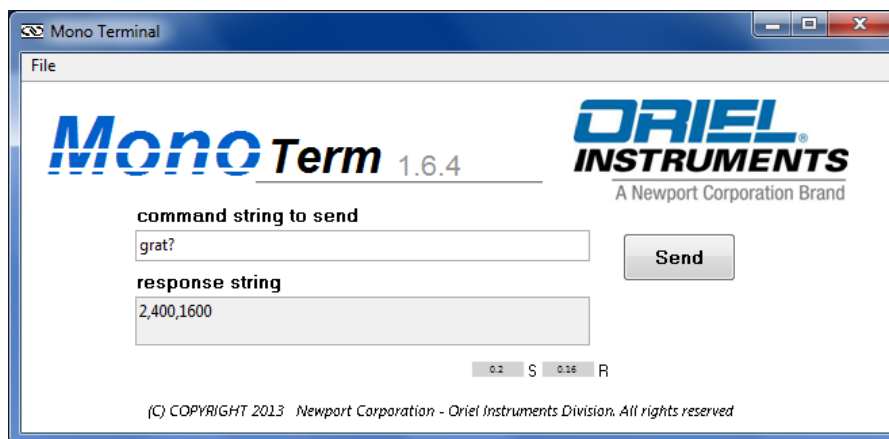 Mono Terminal
File
Mono Term 1.6.4
ORIEL®
INSTRUMENTS
A Newport Corporation Brand
command string to send
grat?
Send
response string
2,400,1600
0.2 S 0.16 R
(C) COPYRIGHT 2013 Newport Corporation - Oriel Instruments Division. All rights reserved